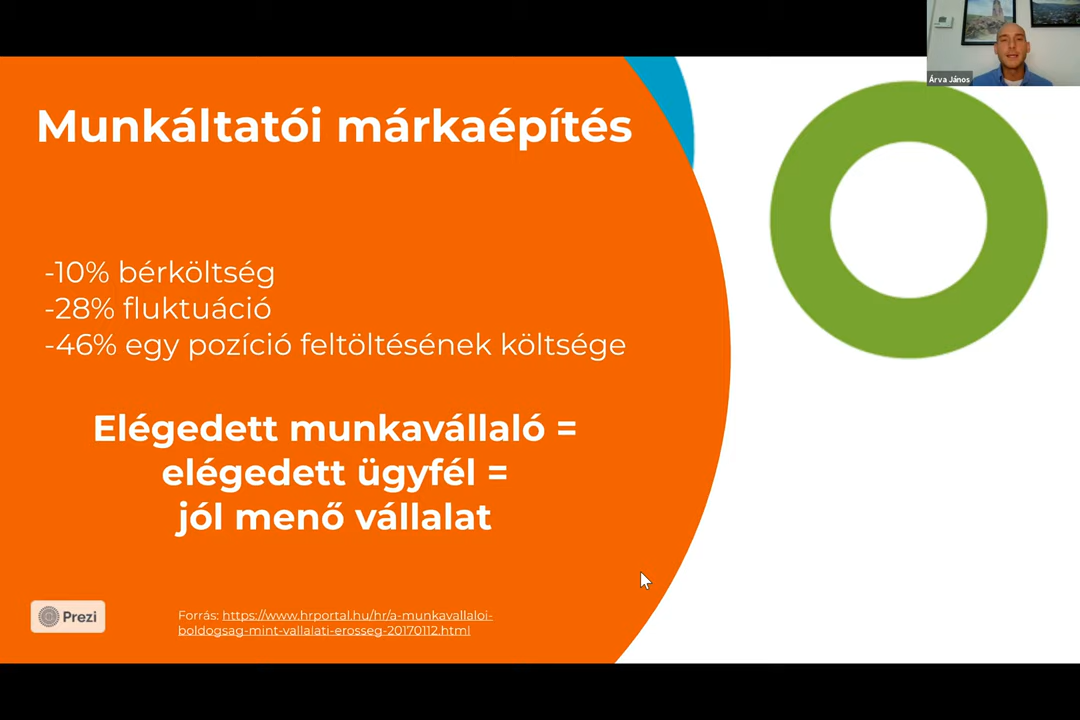 Árva János
Munkáltatói márkaépítés
-10% bérköltség
-28% fluktuáció
-46% egy pozíció feltöltésének költsége
Elégedett munkavállaló =
elégedett ügyfél =
jól menő vállalat
Prezi
Forrás: https://www.hrportal.hu/hr/a-munkavallaloi-
boldogsag-mint-vallalati-erosseg-20170112.html